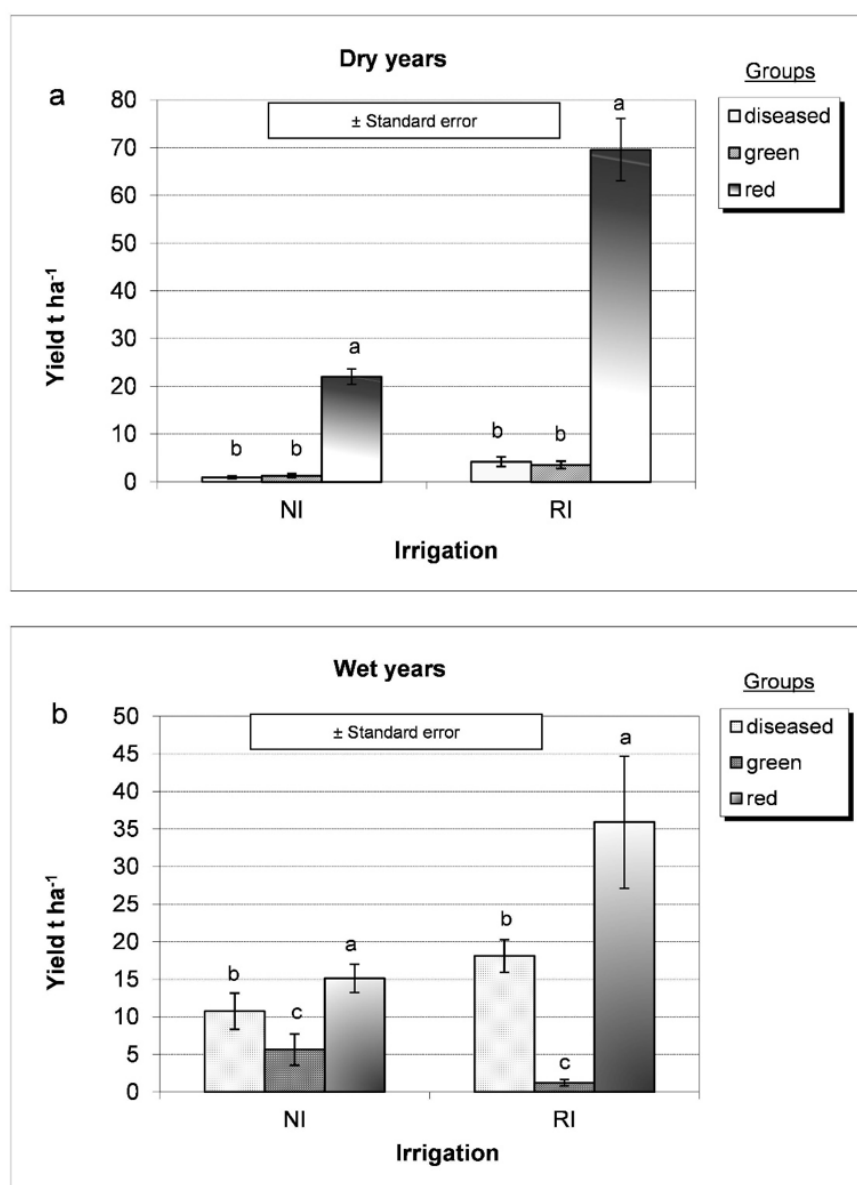 Dry years
a
Groups
diseased
green
red
± Standard error
80
70
60
50
40
30
20
10
0
Yield t ha⁻¹
b
b
a
b
b
a
NI
RI
Irrigation
Wet years
b
Groups
diseased
green
red
± Standard error
50
45
40
35
30
25
20
15
10
5
0
Yield t ha⁻¹
b
c
a
b
c
a
NI
RI
Irrigation